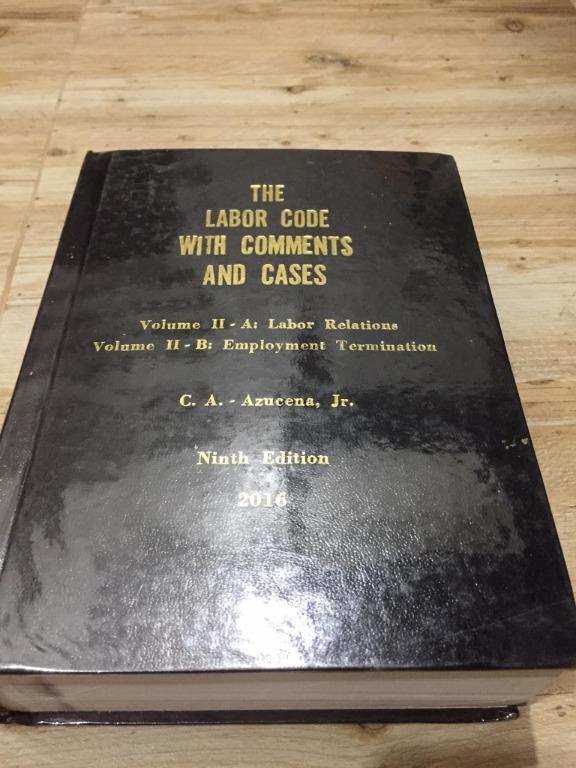 THE
LABOR CODE
WITH COMMENTS
AND CASES
Volume II - A: Labor Relations
Volume II - B: Employment Termination
C. A. - Azucena, Jr.
Ninth Edition
2016